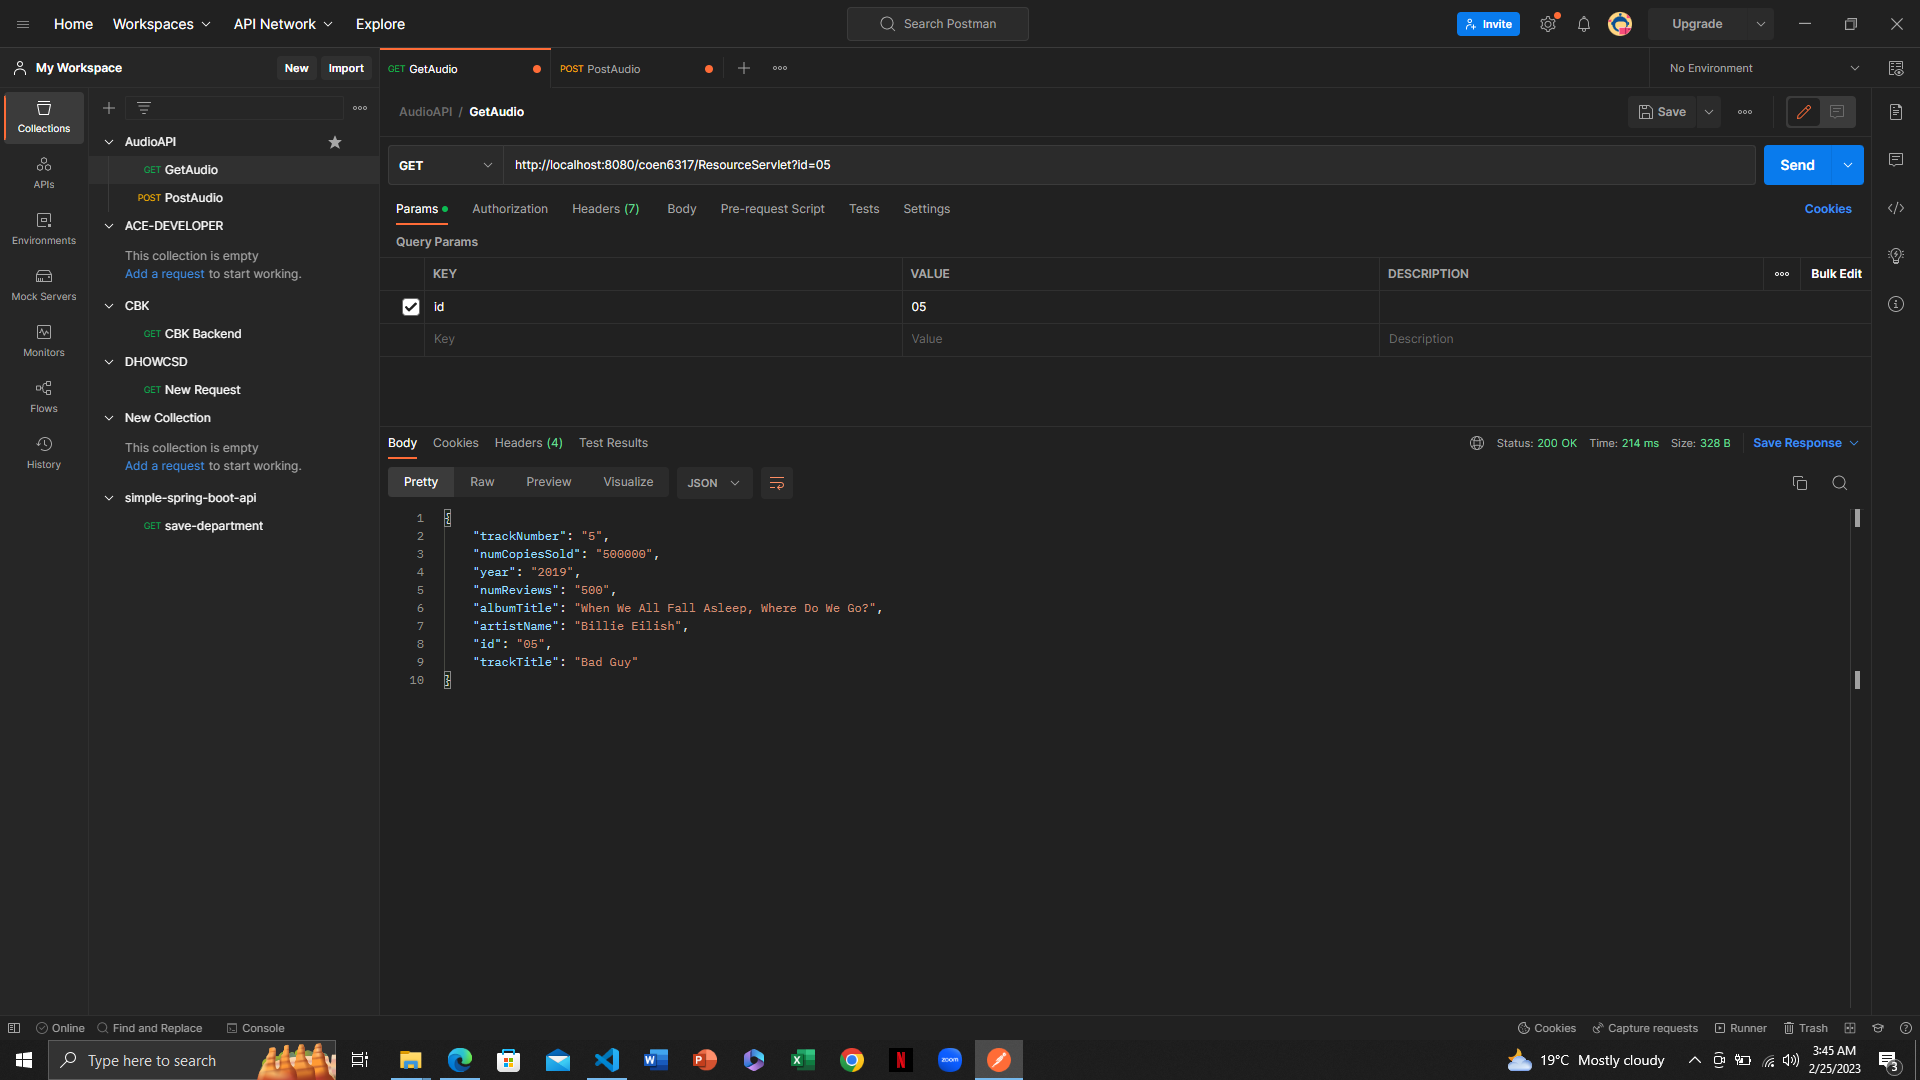 Home Workspaces API Network Explore Search Postman Invite Upgrade
My Workspace New Import GET GetAudio POST PostAudio No Environment
Collections
APIs
Environments
Mock Servers
Monitors
Flows
History
AudioAPI
GET GetAudio
POST PostAudio
ACE-DEVELOPER
This collection is empty
Add a request to start working.
CBK
GET CBK Backend
DHOWCSD
GET New Request
New Collection
This collection is empty
Add a request to start working.
simple-spring-boot-api
GET save-department
AudioAPI / GetAudio Save
GET http://localhost:8080/coen6317/ResourceServlet?id=05 Send
Params Authorization Headers (7) Body Pre-request Script Tests Settings Cookies
Query Params
KEY VALUE DESCRIPTION Bulk Edit
id 05
Key Value Description
Body Cookies Headers (4) Test Results Status: 200 OK Time: 214 ms Size: 328 B Save Response
Pretty Raw Preview Visualize JSON
1 {
2 "trackNumber": "5",
3 "numCopiesSold": "500000",
4 "year": "2019",
5 "numReviews": "500",
6 "albumTitle": "When We All Fall Asleep, Where Do We Go?",
7 "artistName": "Billie Eilish",
8 "id": "05",
9 "trackTitle": "Bad Guy"
10 }
Online Find and Replace Console Cookies Capture requests Runner Trash
Type here to search 19°C Mostly cloudy 3:45 AM
2/25/2023 3